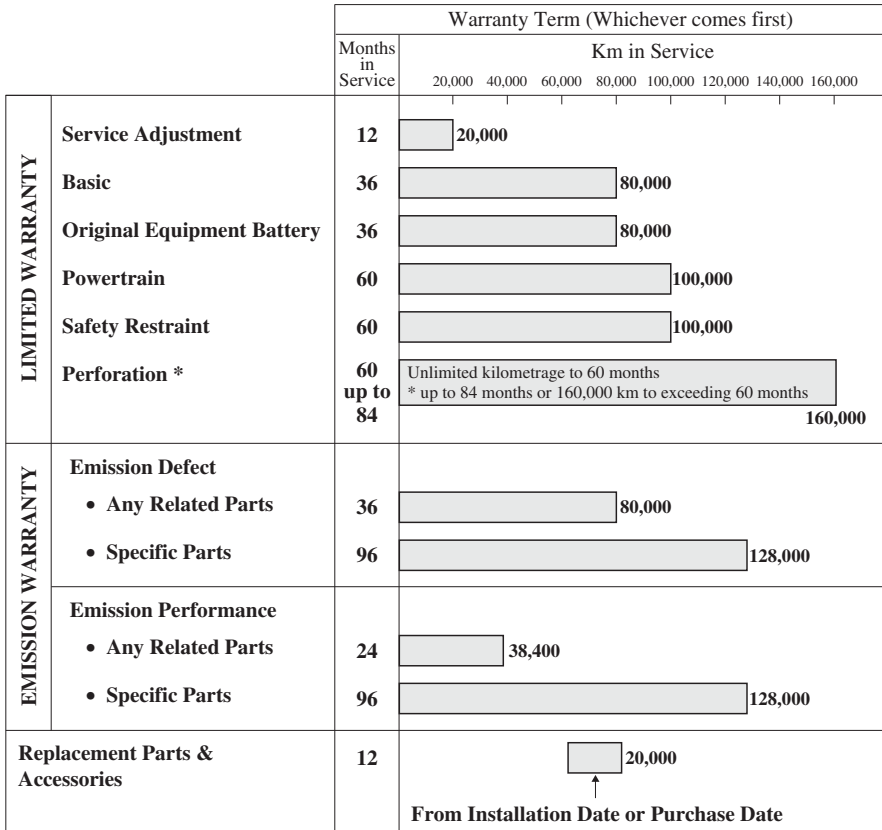 Warranty Term (Whichever comes first)
Months
in
Service
Km in Service
20,000 40,000 60,000 80,000 100,000 120,000 140,000 160,000
LIMITED WARRANTY
Service Adjustment 12 20,000
Basic 36 80,000
Original Equipment Battery 36 80,000
Powertrain 60 100,000
Safety Restraint 60 100,000
Perforation * 60
up to
84
Unlimited kilometrage to 60 months
* up to 84 months or 160,000 km to exceeding 60 months
160,000
EMISSION WARRANTY
Emission Defect
• Any Related Parts 36 80,000
• Specific Parts 96 128,000
Emission Performance
• Any Related Parts 24 38,400
• Specific Parts 96 128,000
Replacement Parts &
Accessories
12 20,000
From Installation Date or Purchase Date